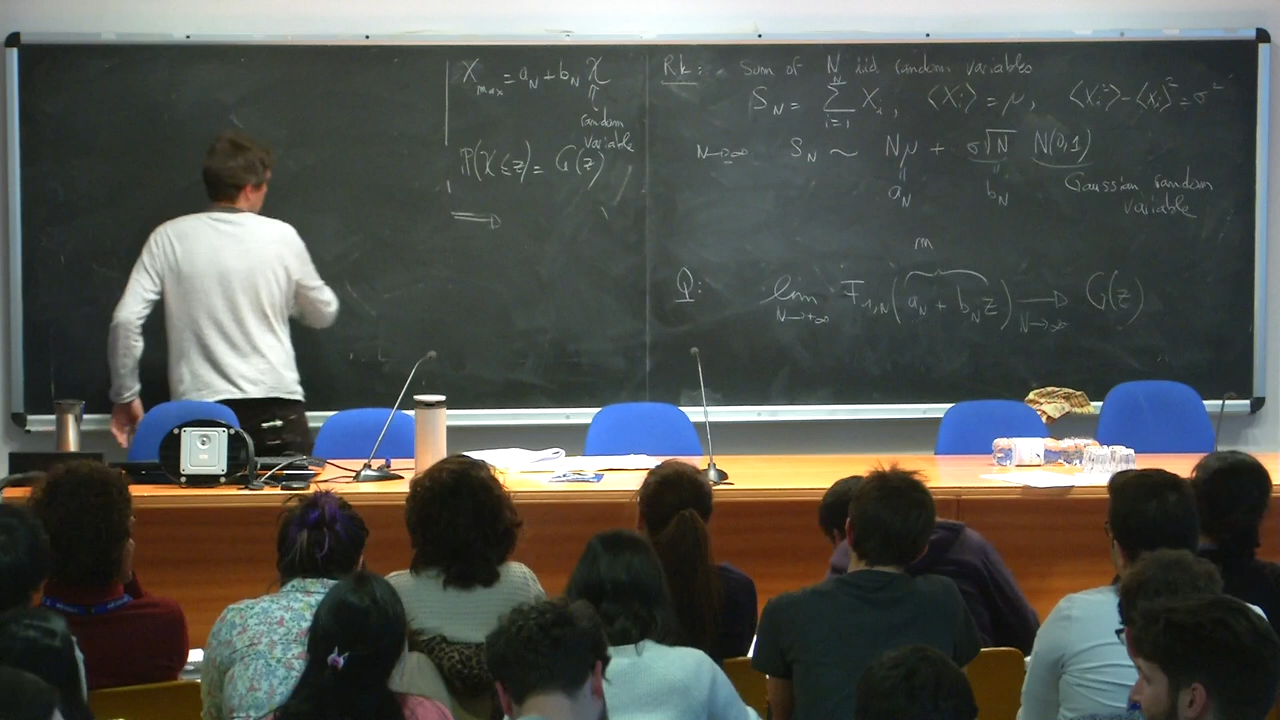 X_max = a_N + b_N χ
random
variable
P(χ ≤ z) = G(z)
⟹
Rk: Sum of N iid random variables
S_N = Σ_{i=1}^{N} X_i, ⟨X_i⟩ = μ, ⟨X_i²⟩ - ⟨X_i⟩² = σ²
N→∞ S_N ~ Nμ + σ√N N(0,1)
a_N b_N Gaussian random
variable
m
Q: lim_{N→+∞} F_{1,N}(a_N + b_N z) →_{N→∞} G(z)